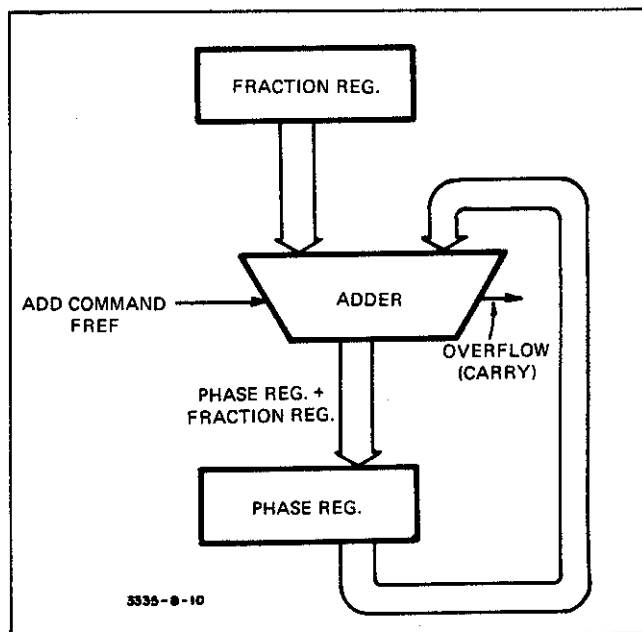 FRACTION REG.
ADD COMMAND
FREF
ADDER
OVERFLOW
(CARRY)
PHASE REG. +
FRACTION REG.
PHASE REG.
3335-8-10